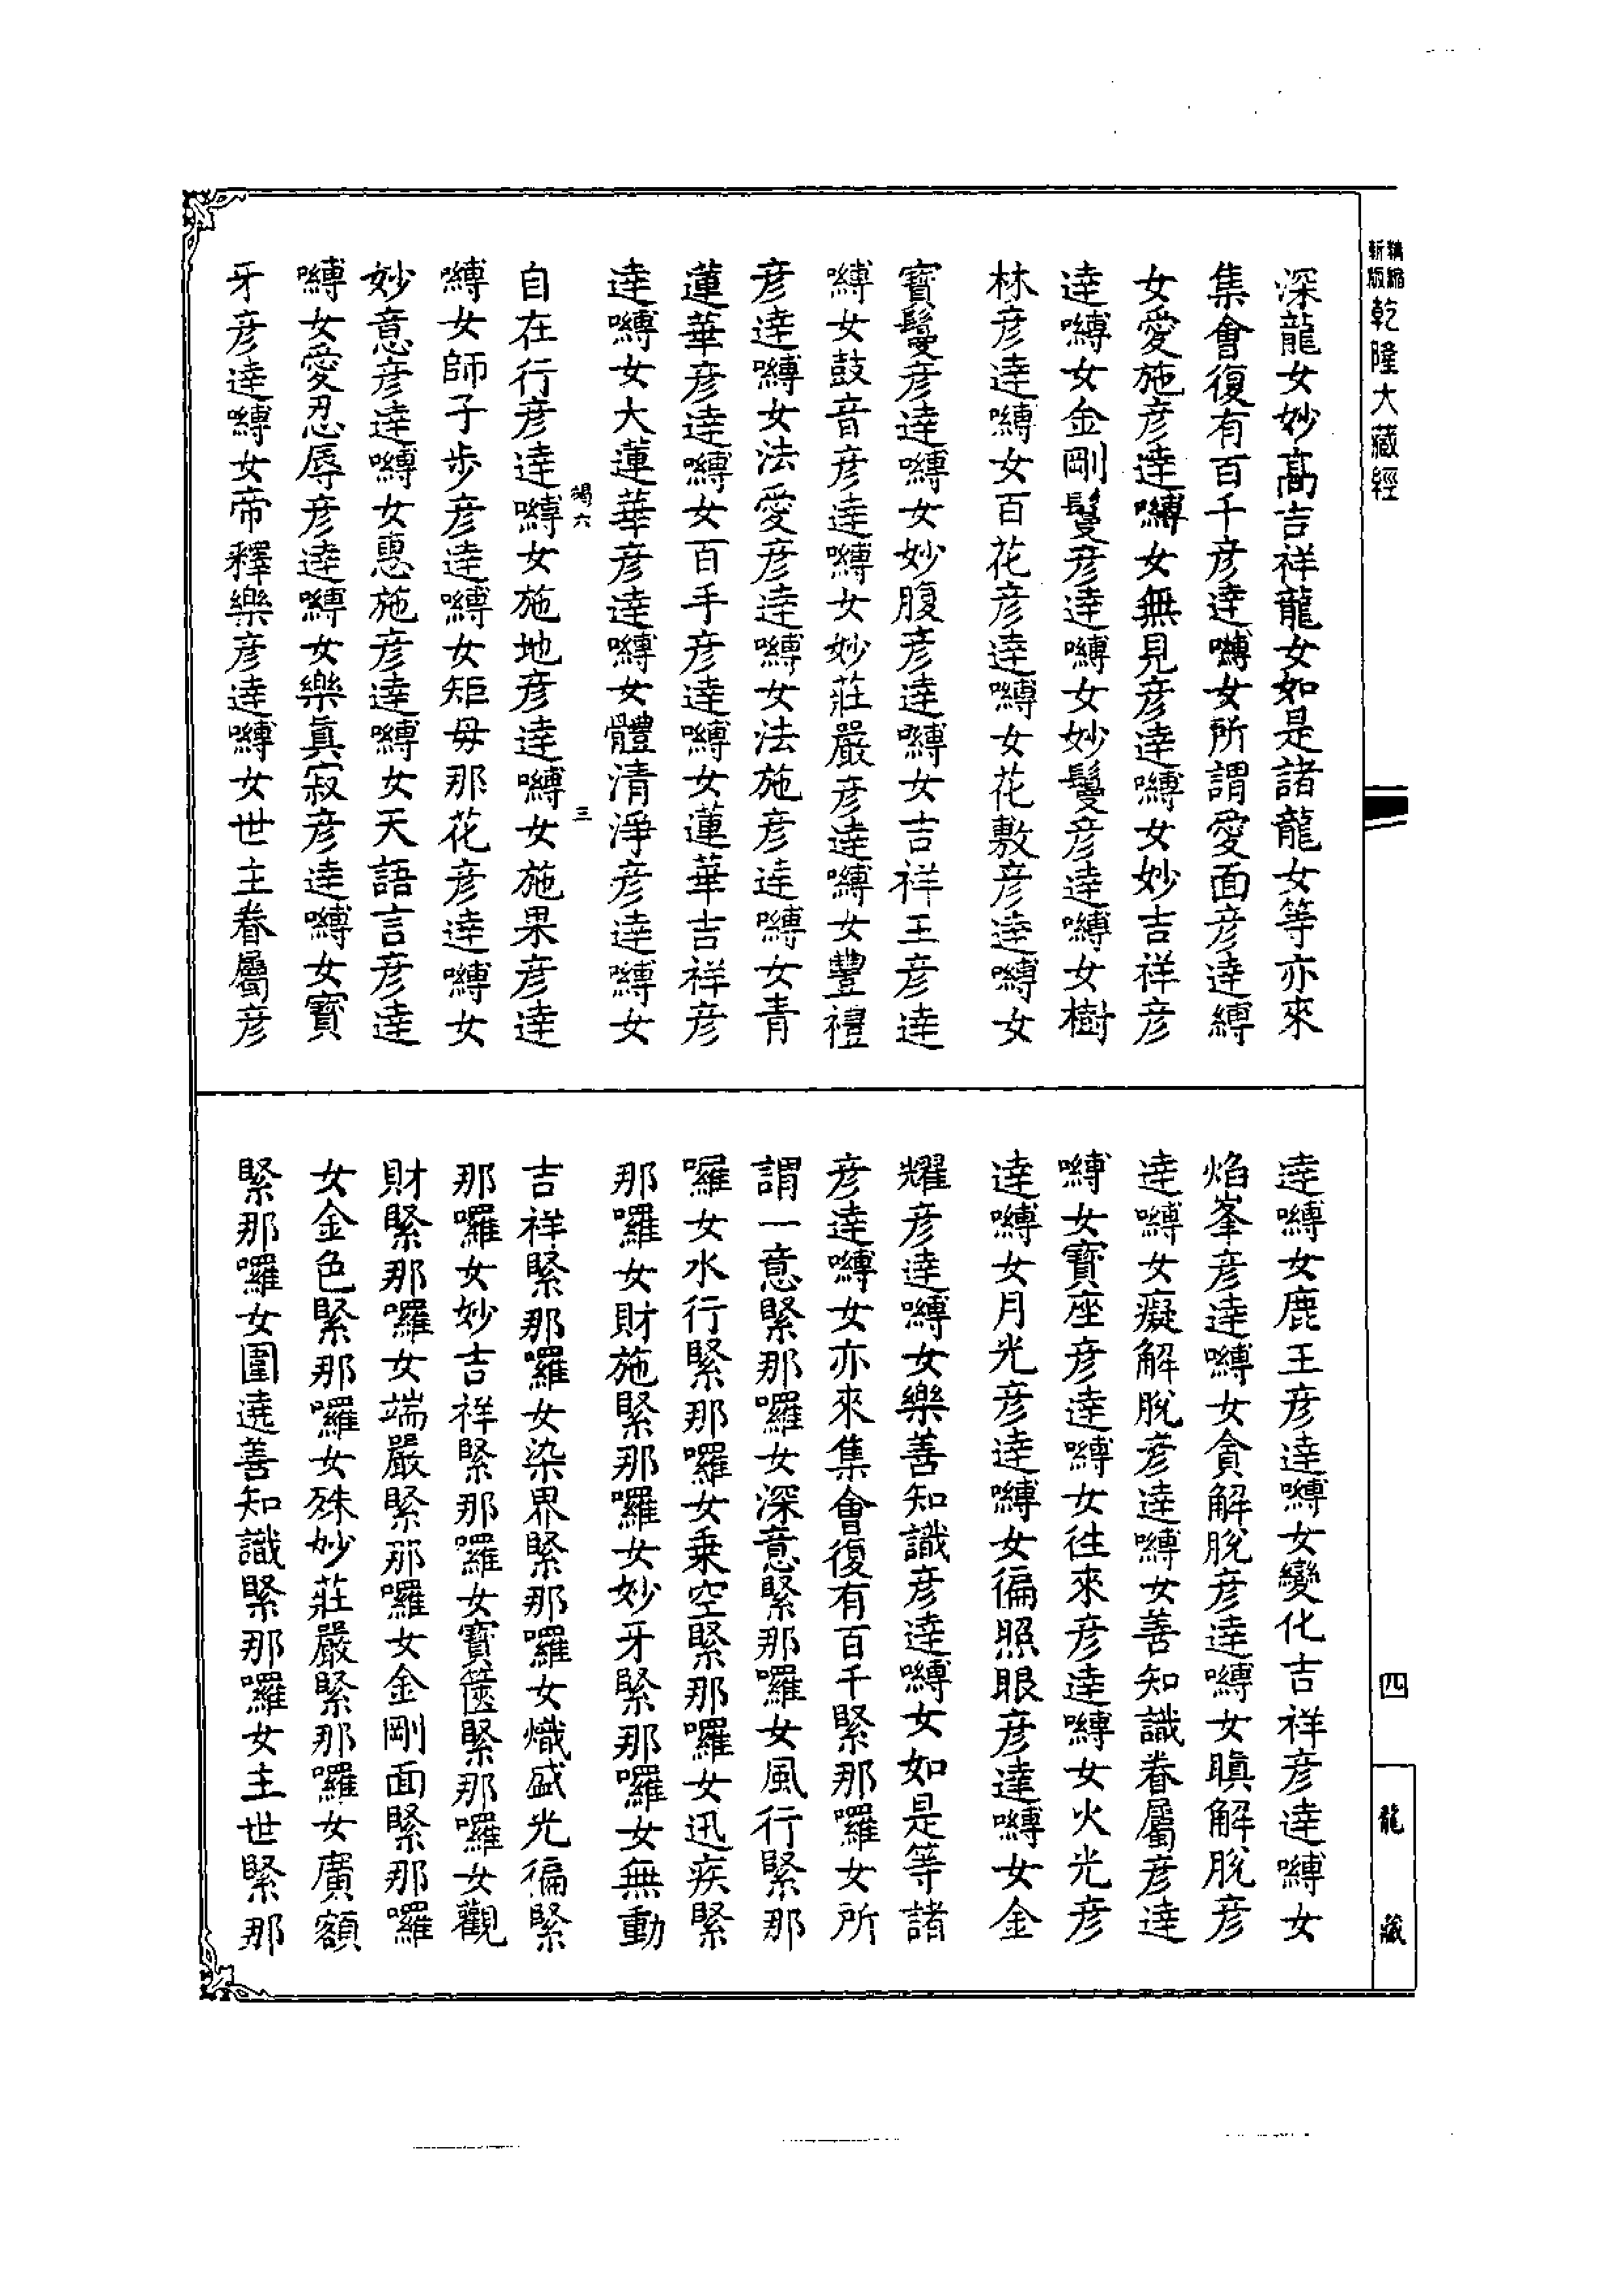 精縮
新版
乾隆大藏經
四
龍藏
深龍女妙高吉祥龍女如是諸龍女等亦來
集會復有百千彥達嚩女所謂愛面彥達嚩
女愛施彥達嚩女無見彥達嚩女妙吉祥彥
達嚩女金剛鬘彥達嚩女妙鬘彥達嚩女樹
林彥達嚩女百花彥達嚩女花敷彥達嚩女
寶鬘彥達嚩女妙腹彥達嚩女吉祥王彥達
嚩女鼓音彥達嚩女妙莊嚴彥達嚩女豐禮
彥達嚩女法愛彥達嚩女法施彥達嚩女青
蓮華彥達嚩女百手彥達嚩女蓮華吉祥彥
達嚩女大蓮華彥達嚩女體清淨彥達嚩女
竭六
三
自在行彥達嚩女施地彥達嚩女施果彥達
嚩女師子步彥達嚩女矩母那花彥達嚩女
妙意彥達嚩女惠施彥達嚩女天語言彥達
嚩女愛忍辱彥達嚩女樂真寂彥達嚩女寶
牙彥達嚩女帝釋樂彥達嚩女世主眷屬彥
達嚩女鹿王彥達嚩女變化吉祥彥達嚩女
焰峯彥達嚩女貪解脫彥達嚩女瞋解脫彥
達嚩女癡解脫彥達嚩女善知識眷屬彥達
嚩女寶座彥達嚩女往來彥達嚩女火光彥
達嚩女月光彥達嚩女徧照眼彥達嚩女金
耀彥達嚩女樂善知識彥達嚩女如是等諸
彥達嚩女亦來集會復有百千緊那囉女所
謂一意緊那囉女深意緊那囉女風行緊那
囉女水行緊那囉女乗空緊那囉女迅疾緊
那囉女財施緊那囉女妙牙緊那囉女無動
吉祥緊那囉女染界緊那囉女熾盛光徧緊
那囉女妙吉祥緊那囉女寶篋緊那囉女觀
財緊那囉女端嚴緊那囉女金剛面緊那囉
女金色緊那囉女殊妙莊嚴緊那囉女廣額
緊那囉女圍遶善知識緊那囉女主世緊那